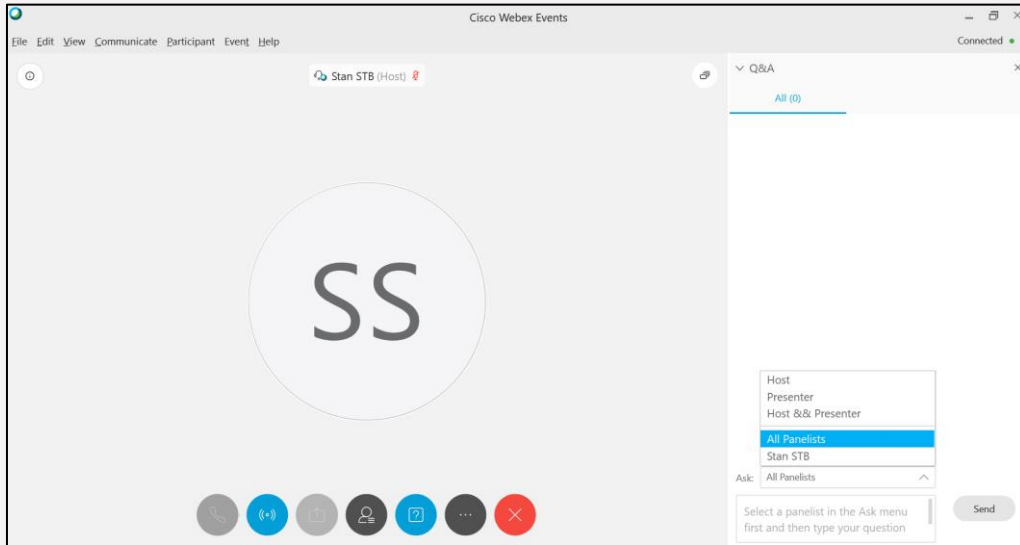 Cisco Webex Events
File Edit View Communicate Participant Event Help
Connected
Stan STB (Host)
Q&A
All (0)
SS
Host
Presenter
Host && Presenter
All Panelists
Stan STB
Ask: All Panelists
Select a panelist in the Ask menu
first and then type your question
Send